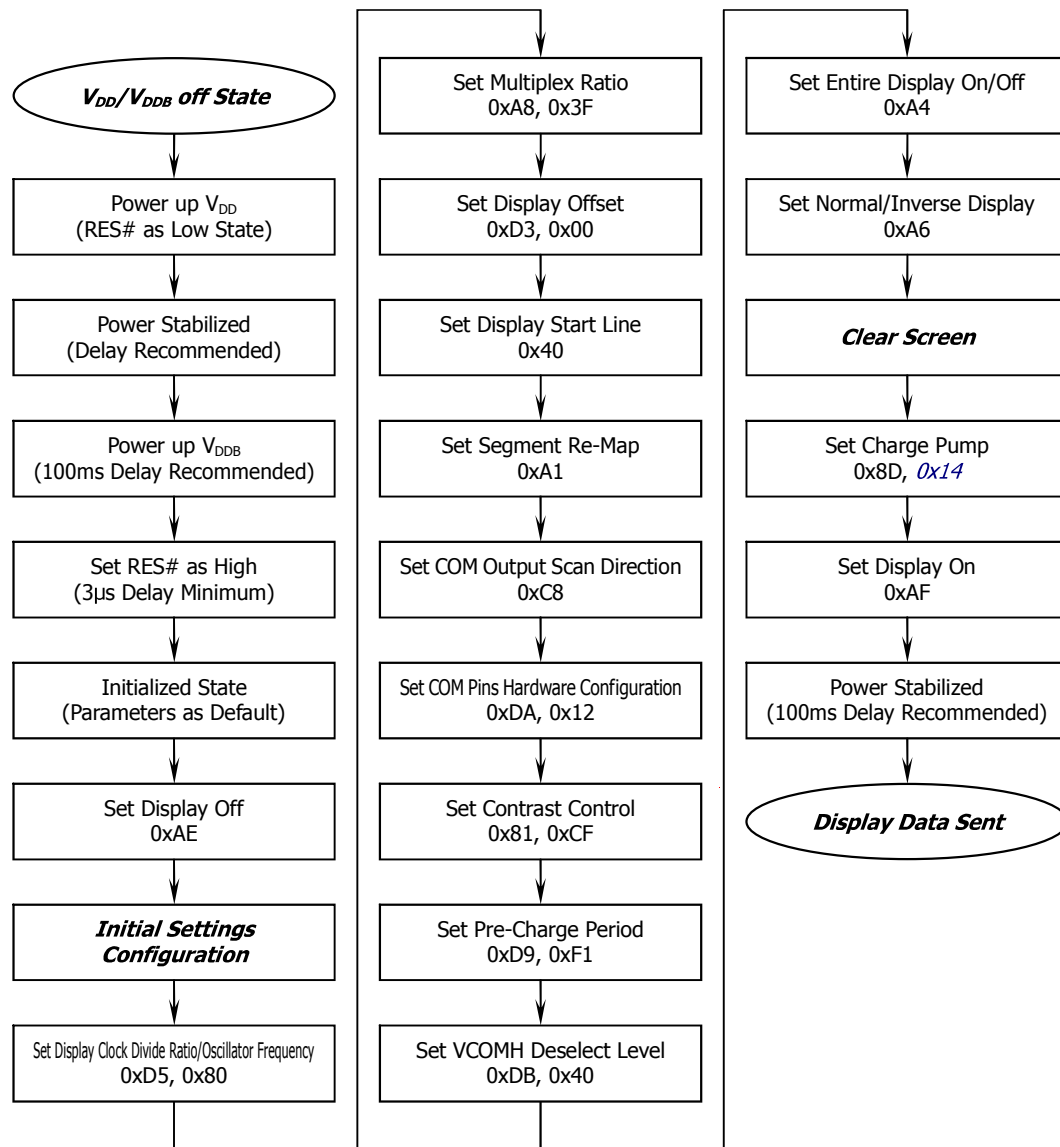 V_DD/V_DDB off State
Power up V_DD
(RES# as Low State)
Power Stabilized
(Delay Recommended)
Power up V_DDB
(100ms Delay Recommended)
Set RES# as High
(3μs Delay Minimum)
Initialized State
(Parameters as Default)
Set Display Off
0xAE
Initial Settings
Configuration
Set Display Clock Divide Ratio/Oscillator Frequency
0xD5, 0x80
Set Multiplex Ratio
0xA8, 0x3F
Set Display Offset
0xD3, 0x00
Set Display Start Line
0x40
Set Segment Re-Map
0xA1
Set COM Output Scan Direction
0xC8
Set COM Pins Hardware Configuration
0xDA, 0x12
Set Contrast Control
0x81, 0xCF
Set Pre-Charge Period
0xD9, 0xF1
Set VCOMH Deselect Level
0xDB, 0x40
Set Entire Display On/Off
0xA4
Set Normal/Inverse Display
0xA6
Clear Screen
Set Charge Pump
0x8D, 0x14
Set Display On
0xAF
Power Stabilized
(100ms Delay Recommended)
Display Data Sent